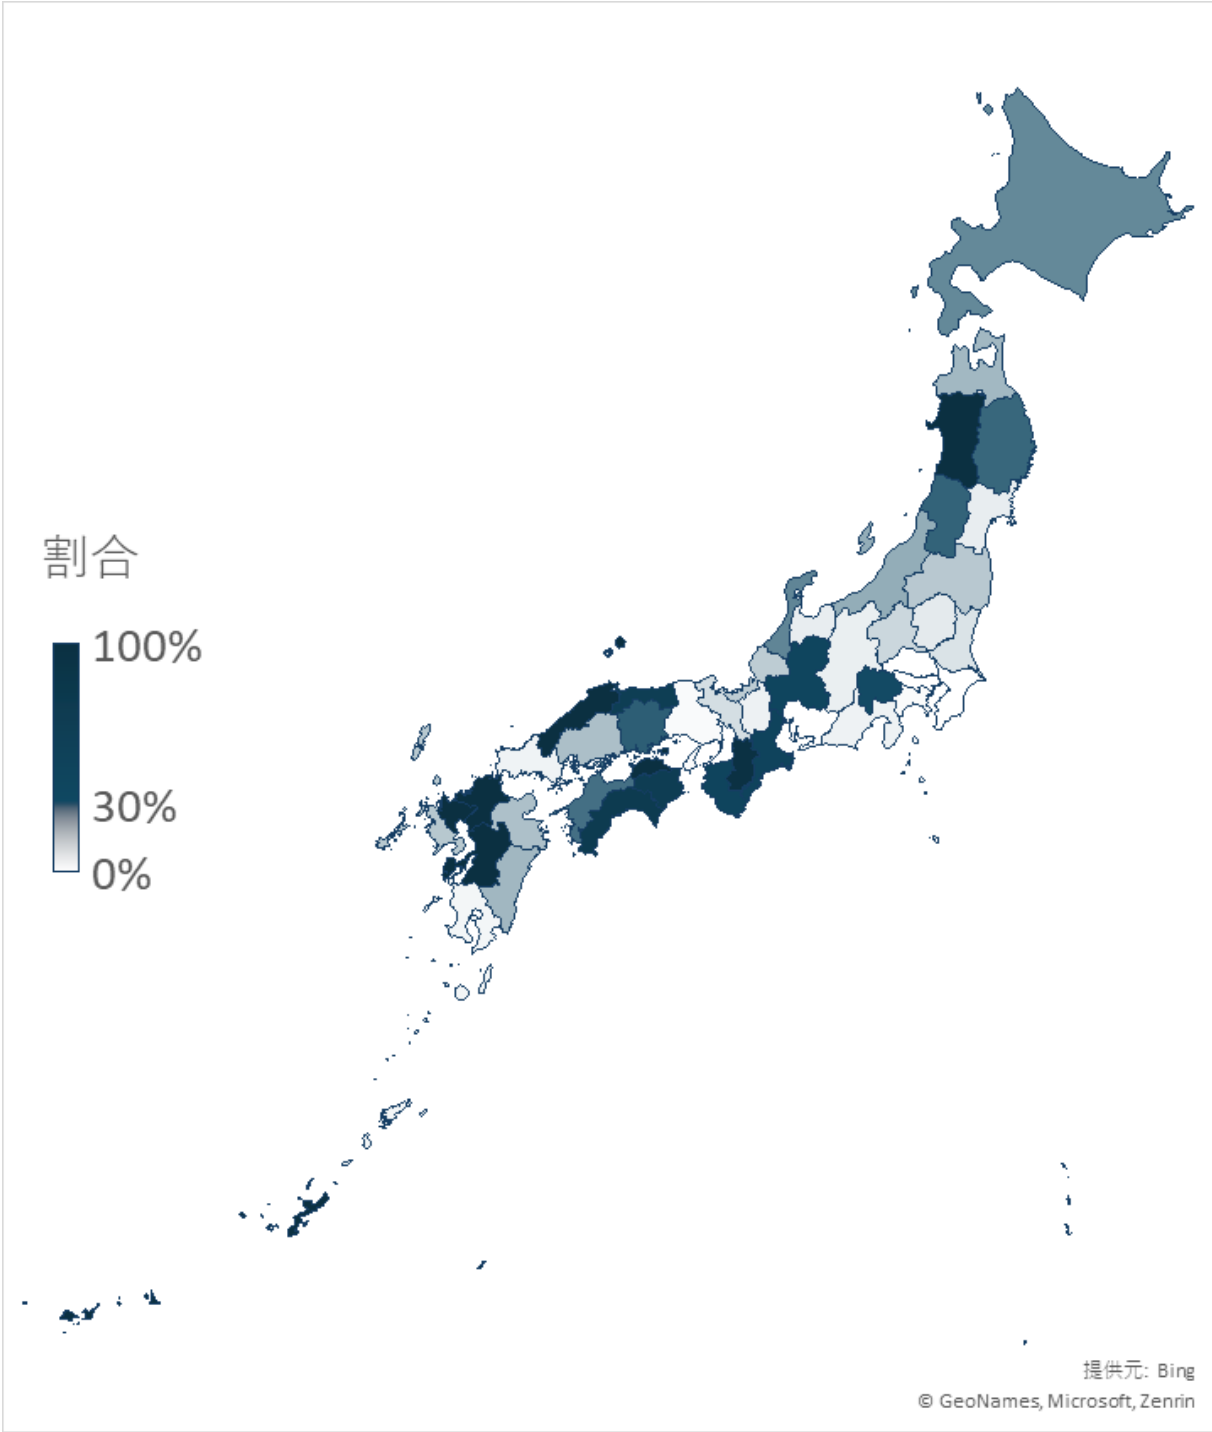 割合
100%
30%
0%
提供元: Bing
© GeoNames, Microsoft, Zenrin